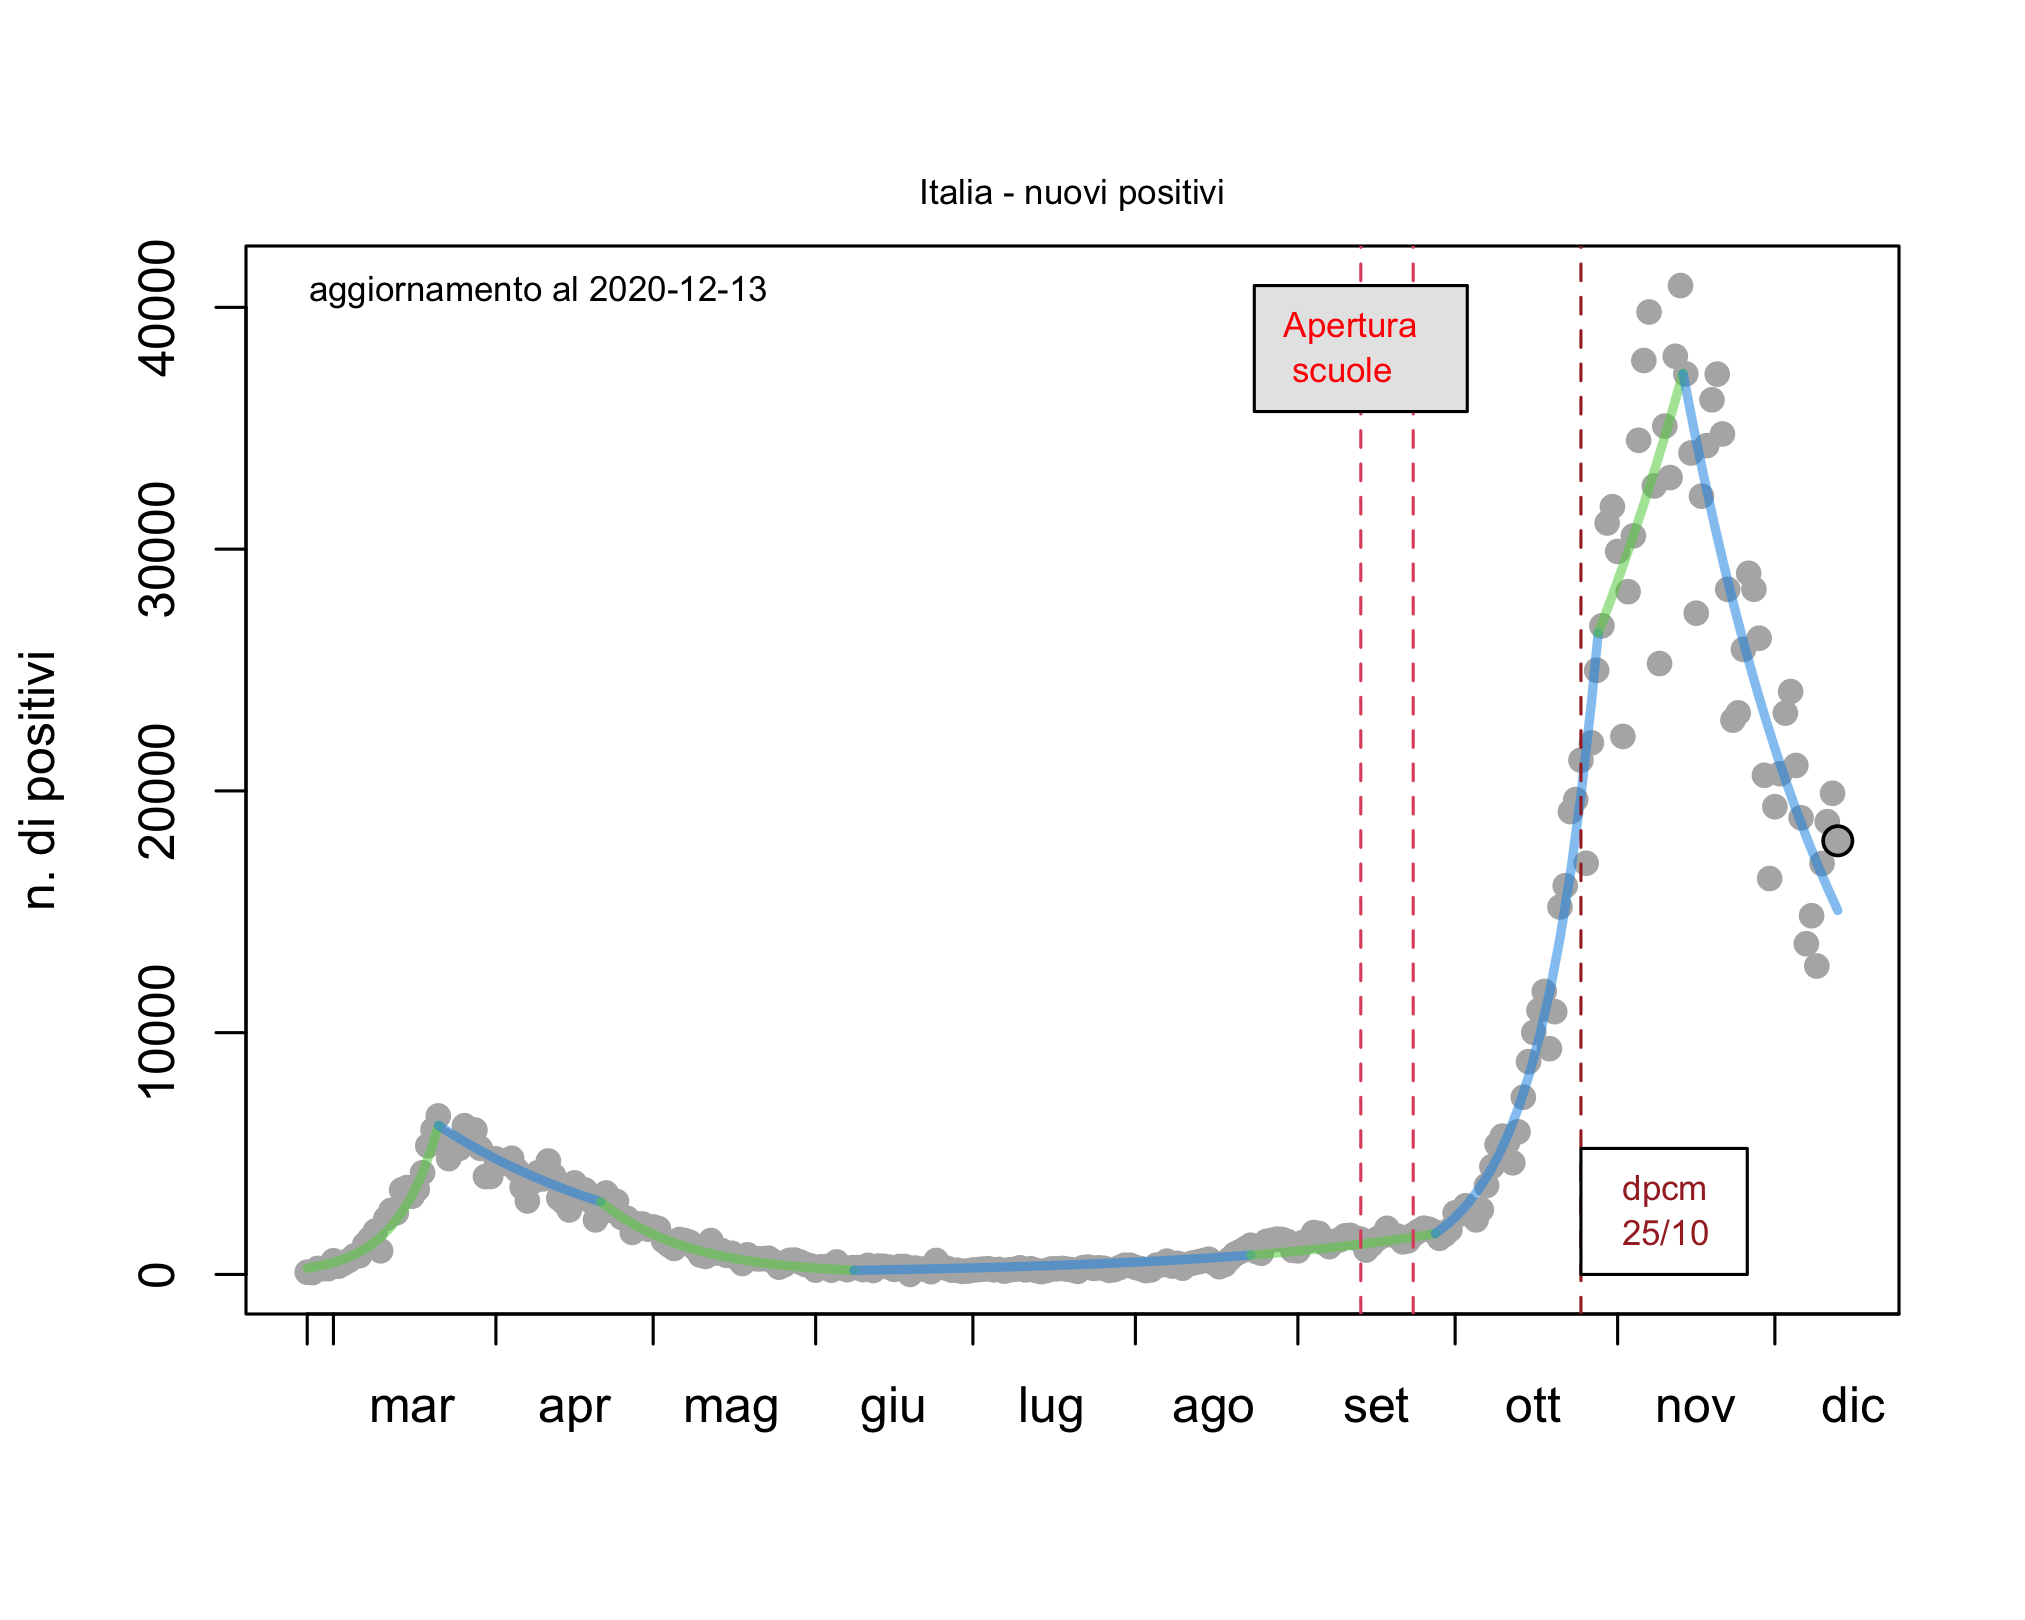 Italia - nuovi positivi
aggiornamento al 2020-12-13
Apertura
scuole
dpcm
25/10
n. di positivi
40000
30000
20000
10000
0
mar apr mag giu lug ago set ott nov dic